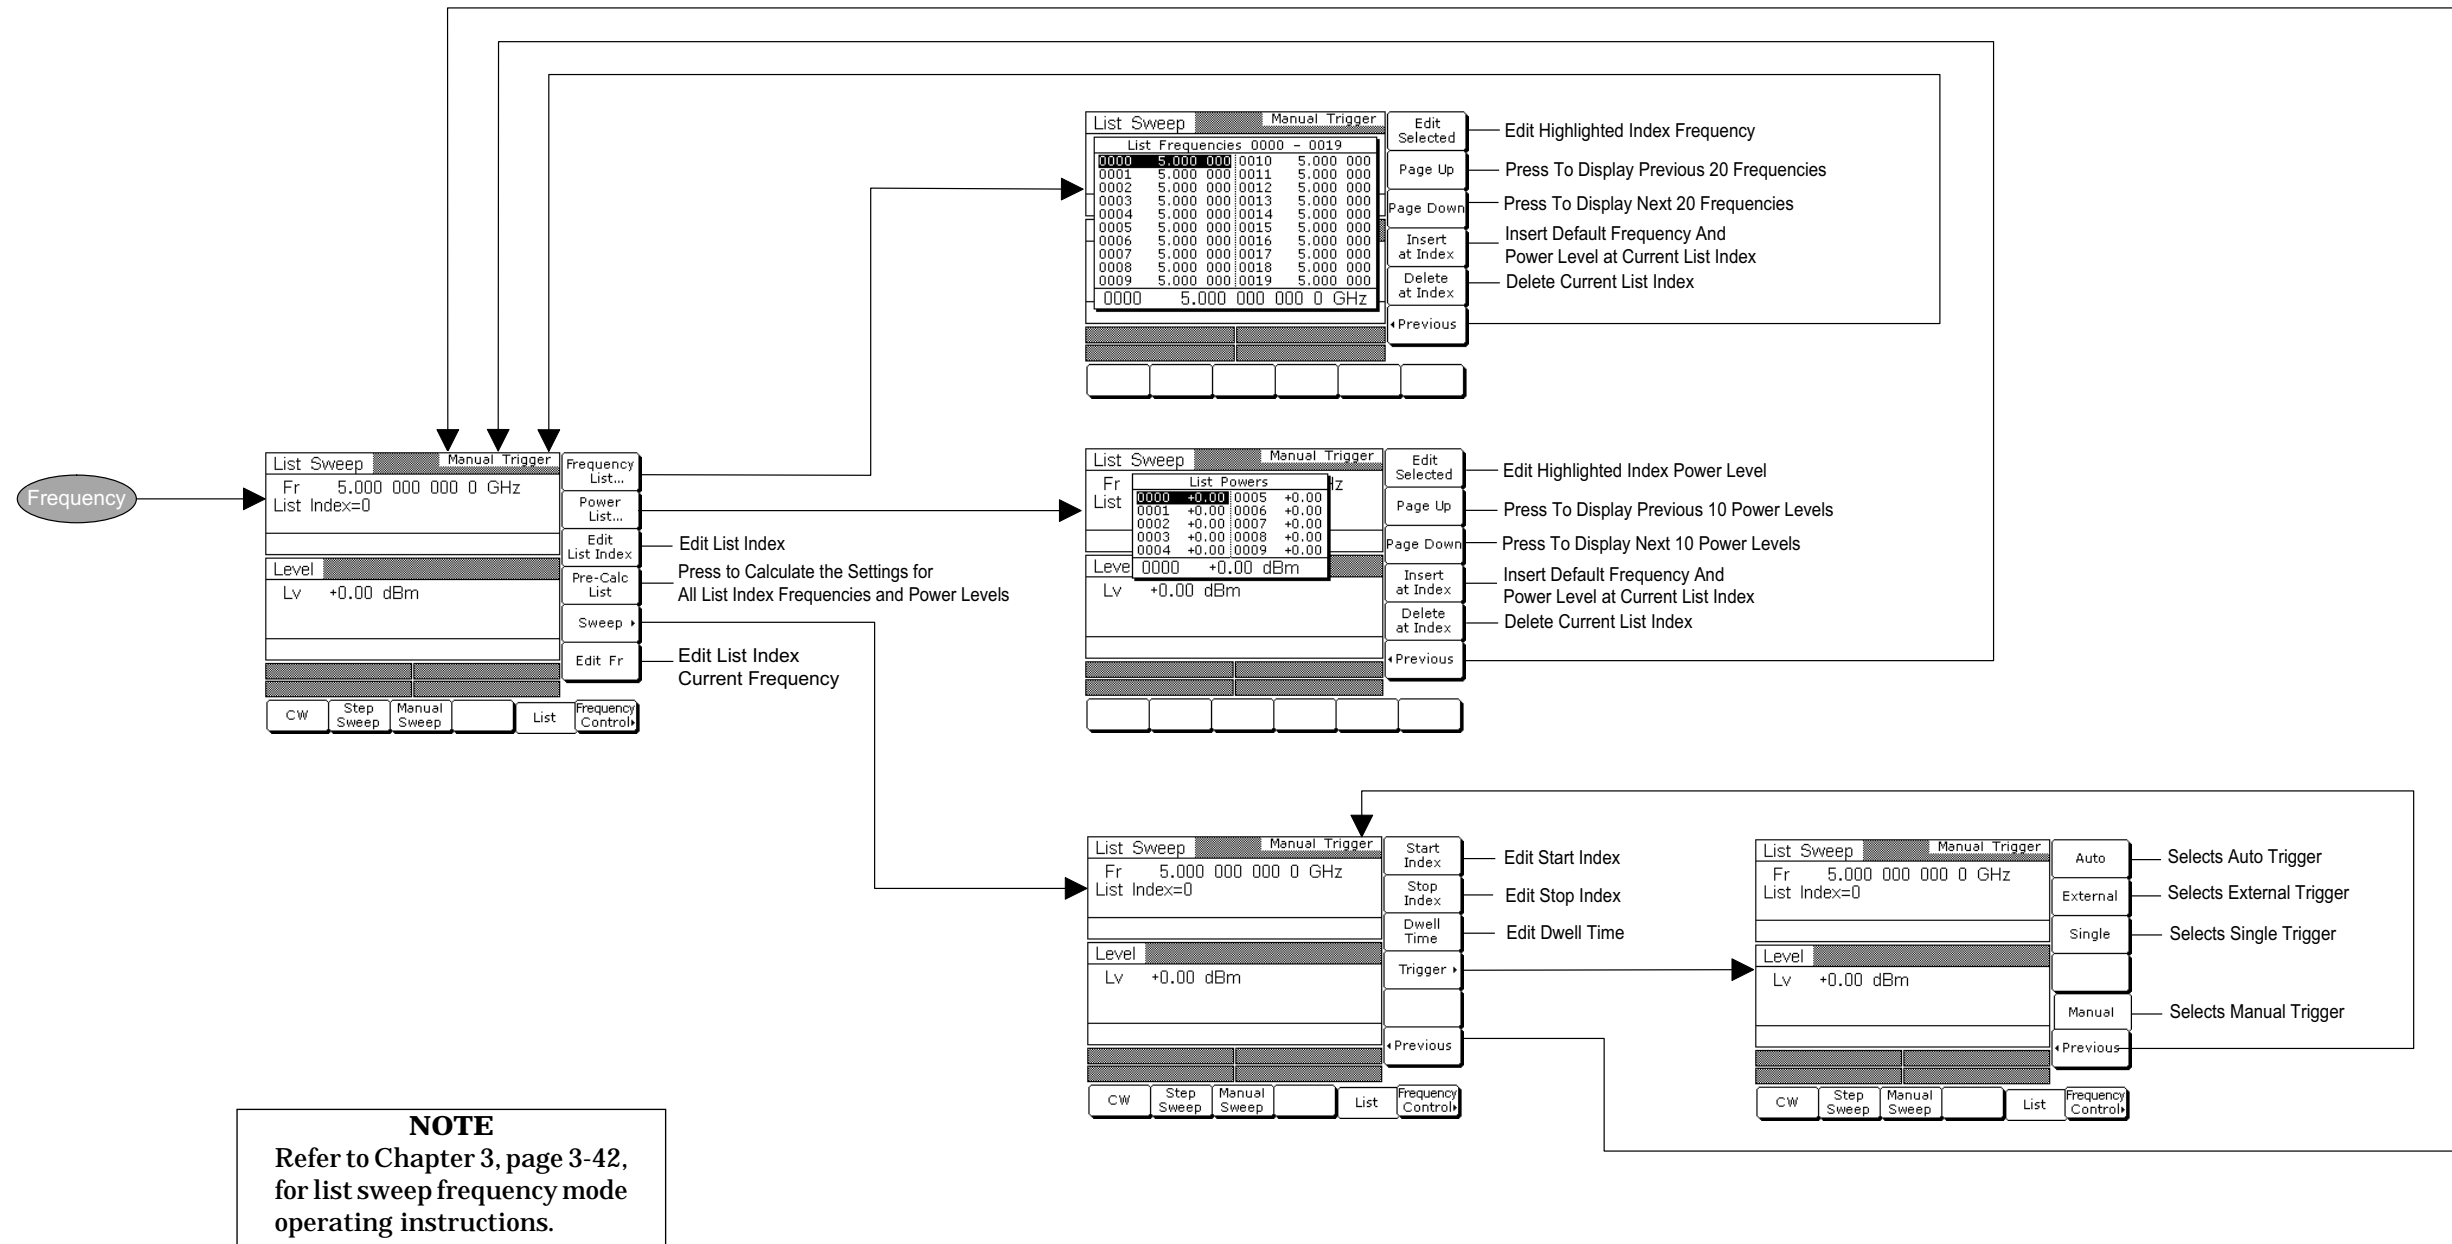 Frequency
List Sweep
Manual Trigger
Fr 5.000 000 000 0 GHz
List Index=0
Level
Lv +0.00 dBm
Frequency
List...
Power
List...
Edit
List Index
Pre-Calc
List
Sweep
Edit Fr
Edit List Index
Press to Calculate the Settings for
All List Index Frequencies and Power Levels
Edit List Index
Current Frequency
CW
Step
Sweep
Manual
Sweep
List
Frequency
Control
List Sweep
Manual Trigger
List Frequencies 0000 - 0019
0000 5.000 000 0010 5.000 000
0001 5.000 000 0011 5.000 000
0002 5.000 000 0012 5.000 000
0003 5.000 000 0013 5.000 000
0004 5.000 000 0014 5.000 000
0005 5.000 000 0015 5.000 000
0006 5.000 000 0016 5.000 000
0007 5.000 000 0017 5.000 000
0008 5.000 000 0018 5.000 000
0009 5.000 000 0019 5.000 000
0000 5.000 000 000 0 GHz
Edit
Selected
Page Up
Page Down
Insert
at Index
Delete
at Index
Previous
Edit Highlighted Index Frequency
Press To Display Previous 20 Frequencies
Press To Display Next 20 Frequencies
Insert Default Frequency And
Power Level at Current List Index
Delete Current List Index
List Sweep
Manual Trigger
Fr
Hz
List
List Powers
0000 +0.00 0005 +0.00
0001 +0.00 0006 +0.00
0002 +0.00 0007 +0.00
0003 +0.00 0008 +0.00
0004 +0.00 0009 +0.00
0000 +0.00 dBm
Leve
Lv +0.00 dBm
Edit
Selected
Page Up
Page Down
Insert
at Index
Delete
at Index
Previous
Edit Highlighted Index Power Level
Press To Display Previous 10 Power Levels
Press To Display Next 10 Power Levels
Insert Default Frequency And
Power Level at Current List Index
Delete Current List Index
List Sweep
Manual Trigger
Fr 5.000 000 000 0 GHz
List Index=0
Level
Lv +0.00 dBm
Start
Index
Stop
Index
Dwell
Time
Trigger
Previous
Edit Start Index
Edit Stop Index
Edit Dwell Time
CW
Step
Sweep
Manual
Sweep
List
Frequency
Control
List Sweep
Manual Trigger
Fr 5.000 000 000 0 GHz
List Index=0
Level
Lv +0.00 dBm
Auto
External
Single
Manual
Previous
Selects Auto Trigger
Selects External Trigger
Selects Single Trigger
Selects Manual Trigger
CW
Step
Sweep
Manual
Sweep
List
Frequency
Control
NOTE
Refer to Chapter 3, page 3-42,
for list sweep frequency mode
operating instructions.